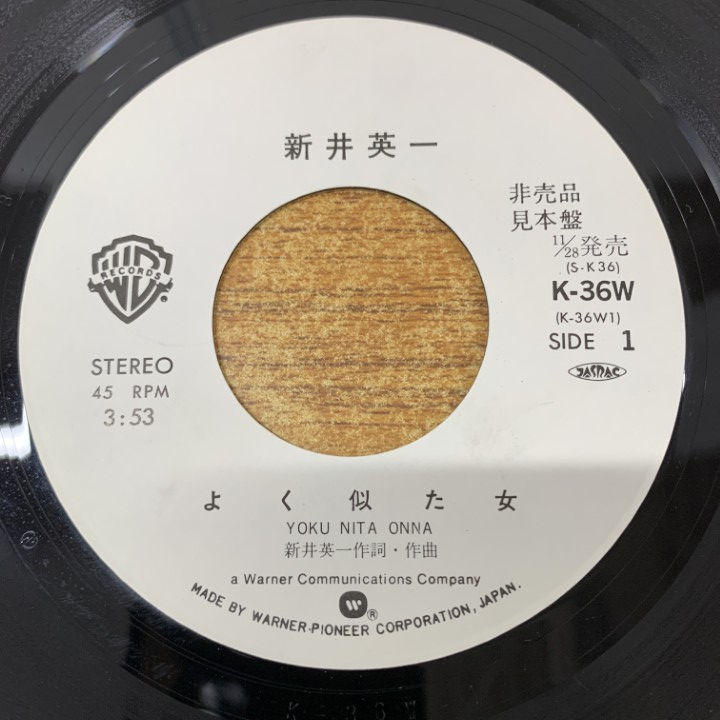 新井英一
非売品
見本盤
11/28発売
(S-K36)
K-36W
(K-36W1)
SIDE 1
JASRAC
WB
RECORDS
®
STEREO
45 RPM
3:53
よく似た女
YOKU NITA ONNA
新井英一作詞・作曲
a Warner Communications Company
W®
MADE BY WARNER-PIONEER CORPORATION, JAPAN.
K-36W